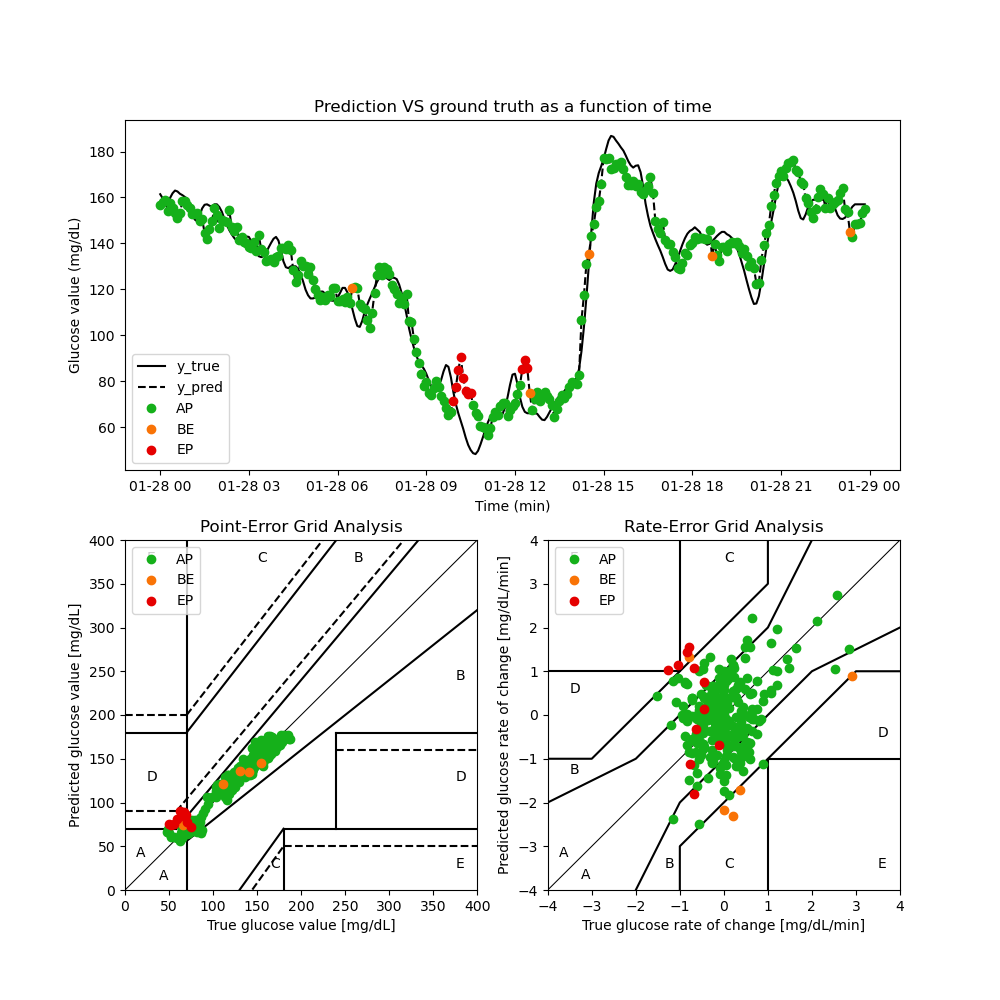 Prediction VS ground truth as a function of time
Glucose value (mg/dL)
180
160
140
120
100
80
60
y_true
y_pred
AP
BE
EP
01-28 00 01-28 03 01-28 06 01-28 09 01-28 12 01-28 15 01-28 18 01-28 21 01-29 00
Time (min)
Point-Error Grid Analysis
Predicted glucose value [mg/dL]
400
350
300
250
200
150
100
50
0
AP
BE
EP
C
B
B
D
D
A
A
C
E
0 50 100 150 200 250 300 350 400
True glucose value [mg/dL]
Rate-Error Grid Analysis
Predicted glucose rate of change [mg/dL/min]
4
3
2
1
0
−1
−2
−3
−4
AP
BE
EP
C
D
D
B
A
A
B
C
E
−4 −3 −2 −1 0 1 2 3 4
True glucose rate of change [mg/dL/min]